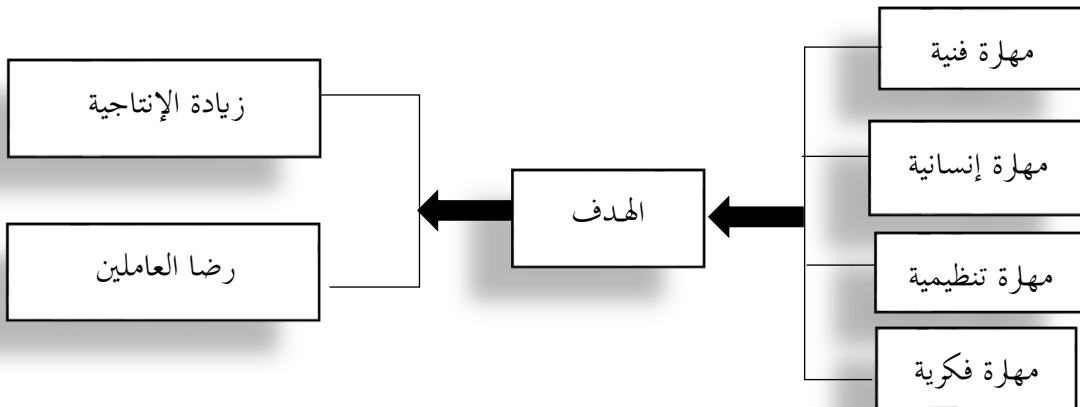 مهارة فنية
مهارة إنسانية
مهارة تنظيمية
مهارة فكرية
الهدف
زيادة الإنتاجية
رضا العاملين